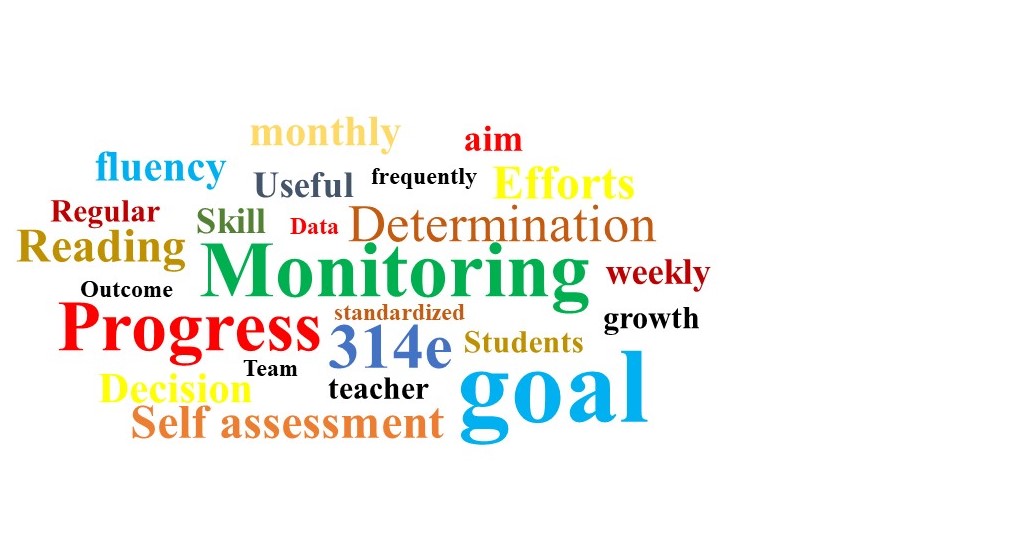 monthly
aim
fluency
Useful
frequently
Efforts
Regular
Skill
Data
Determination
Reading
Monitoring
weekly
Outcome
Progress
standardized
growth
314e
Students
Team
Decision
teacher
goal
Self assessment